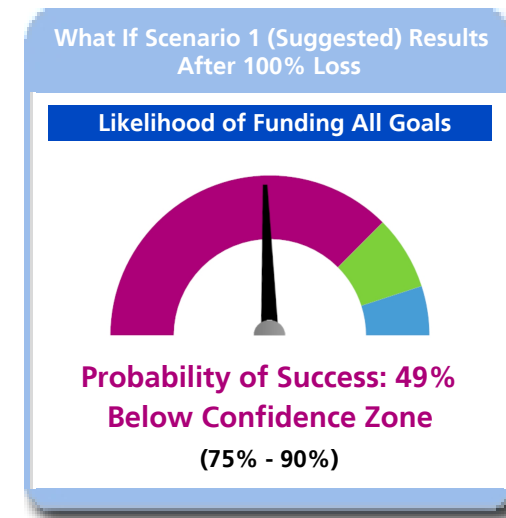 What If Scenario 1 (Suggested) Results
After 100% Loss
Likelihood of Funding All Goals
Probability of Success: 49%
Below Confidence Zone
(75% - 90%)